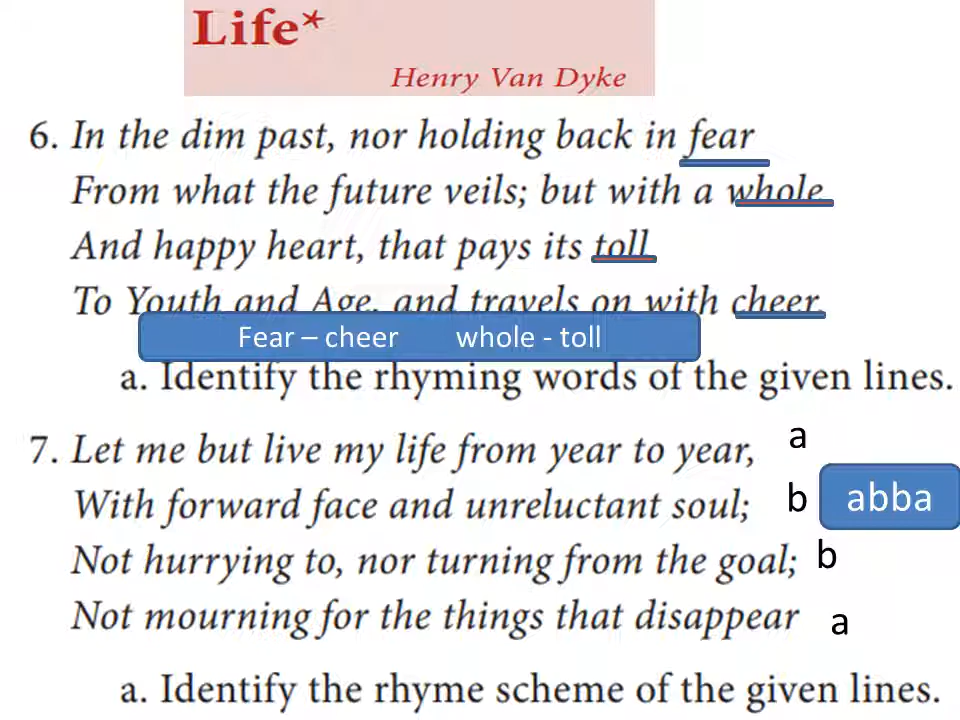 Life*
Henry Van Dyke
6. In the dim past, nor holding back in fear
From what the future veils; but with a whole
And happy heart, that pays its toll
To Youth and Age, and travels on with cheer.
Fear – cheer whole - toll
a. Identify the rhyming words of the given lines.
7. Let me but live my life from year to year, a
With forward face and unreluctant soul; b abba
Not hurrying to, nor turning from the goal; b
Not mourning for the things that disappear a
a. Identify the rhyme scheme of the given lines.